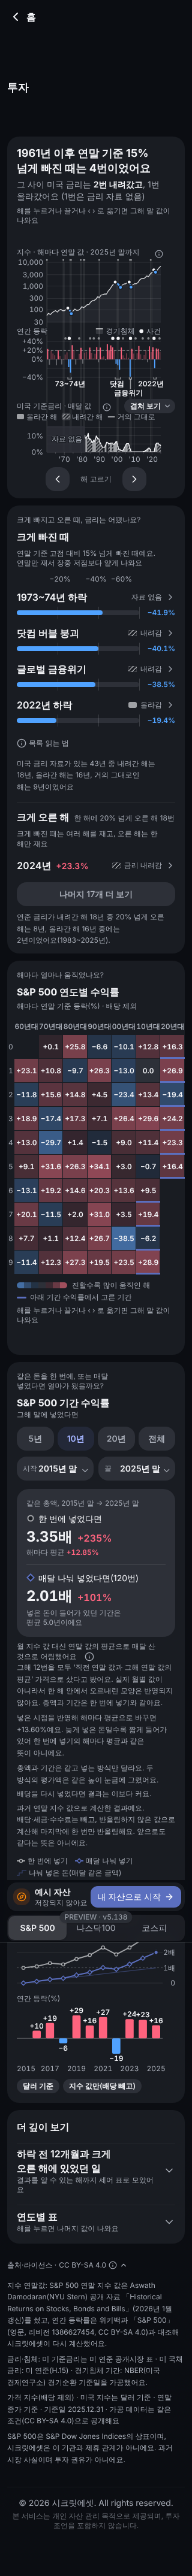 홈
투자
1961년 이후 연말 기준 15%
넘게 빠진 때는 4번이었어요
그 사이 미국 금리는 2번 내려갔고, 1번
올라갔어요 (1번은 금리 자료 없음)
해를 누르거나 끌거나 ‹ › 로 옮기면 그해 말 값이
나와요
지수 · 해마다 연말 값 · 2025년 말까지
10,000
3,000
1,000
300
100
30
연간 등락
경기침체
사건
+40%
+20%
0%
−40%
73~74년
닷컴
2022년
금융위기
미국 기준금리 · 매달 값
겹쳐 보기
올라간 해
내려간 해
거의 그대로
10%
자료 없음
0%
'70
'80
'90
'00
'10
'20
해 고르기
크게 빠지고 오른 때, 금리는 어땠나요?
크게 빠진 때
연말 기준 고점 대비 15% 넘게 빠진 때예요.
연말만 재서 장중 저점보다 얕게 나와요
−20%
−40%
−60%
1973~74년 하락
자료 없음
−41.9%
닷컴 버블 붕괴
내려감
−40.1%
글로벌 금융위기
내려감
−38.5%
2022년 하락
올라감
−19.4%
목록 읽는 법
미국 금리 자료가 있는 43년 중 내려간 해는
18년, 올라간 해는 16년, 거의 그대로인
해는 9년이었어요
크게 오른 해
한 해에 20% 넘게 오른 해 18번
크게 빠진 때는 여러 해를 재고, 오른 해는 한
해만 재요
2024년 +23.3%
금리 내려감
나머지 17개 더 보기
연준 금리가 내려간 해 18년 중 20% 넘게 오른
해는 8년, 올라간 해 16년 중에는
2년이었어요(1983~2025년).
해마다 얼마나 움직였나요?
S&P 500 연도별 수익률
해마다 연말 기준 등락(%) · 배당 제외
60년대 70년대 80년대 90년대 00년대 10년대 20년대
0 +0.1 +25.8 −6.6 −10.1 +12.8 +16.3
1 +23.1 +10.8 −9.7 +26.3 −13.0 0.0 +26.9
2 −11.8 +15.6 +14.8 +4.5 −23.4 +13.4 −19.4
3 +18.9 −17.4 +17.3 +7.1 +26.4 +29.6 +24.2
4 +13.0 −29.7 +1.4 −1.5 +9.0 +11.4 +23.3
5 +9.1 +31.6 +26.3 +34.1 +3.0 −0.7 +16.4
6 −13.1 +19.2 +14.6 +20.3 +13.6 +9.5
7 +20.1 −11.5 +2.0 +31.0 +3.5 +19.4
8 +7.7 +1.1 +12.4 +26.7 −38.5 −6.2
9 −11.4 +12.3 +27.3 +19.5 +23.5 +28.9
진할수록 많이 움직인 해
아래 기간 수익률에서 고른 기간
해를 누르거나 끌거나 ‹ › 로 옮기면 그해 말 값이
나와요
같은 돈을 한 번에, 또는 매달
넣었다면 얼마가 됐을까요?
S&P 500 기간 수익률
그해 말에 넣었다면
5년
10년
20년
전체
시작 2015년 말
끝 2025년 말
같은 총액, 2015년 말 → 2025년 말
한 번에 넣었다면
3.35배 +235%
해마다 평균 +12.85%
매달 나눠 넣었다면(120번)
2.01배 +101%
넣은 돈이 들어가 있던 기간은
평균 5.0년이에요
월 지수 값 대신 연말 값의 평균으로 매달 산
것으로 어림했어요
그해 12번을 모두 '직전 연말 값과 그해 연말 값의
평균' 가격으로 샀다고 봤어요. 실제 월별 값이
아니라서 한 해 안에서 오르내린 모양은 반영되지
않아요. 총액과 기간은 한 번에 넣기와 같아요.
넣은 시점을 반영해 해마다 평균으로 바꾸면
+13.60%예요. 늦게 넣은 돈일수록 짧게 들어가
있어 한 번에 넣기의 해마다 평균과 같은
뜻이 아니에요.
총액과 기간은 같고 넣는 방식만 달라요. 두
방식의 평가액은 같은 높이 눈금에 그렸어요.
배당을 다시 넣었다면 결과는 이보다 커요.
과거 연말 지수 값으로 계산한 결과예요.
배당·세금·수수료는 빼고, 반올림하지 않은 값으로
계산해 마지막에 한 번만 반올림해요. 앞으로도
같다는 뜻은 아니에요.
한 번에 넣기
매달 나눠 넣기
나눠 넣은 돈(매달 같은 금액)
예시 자산
저장되지 않아요
내 자산으로 시작 →
PREVIEW · v5.138
S&P 500
나스닥100
코스피
2배
1배
0
연간 등락(%)
+10
+19
−6
+29
+16
+27
−19
+24
+23
+16
2015
2017
2019
2021
2023
2025
달러 기준
지수 값만(배당 빼고)
더 깊이 보기
하락 전 12개월과 크게
오른 해에 있었던 일
결과를 알 수 있는 해까지 세어 표로 모았어
요
연도별 표
해를 누르면 나머지 값이 나와요
출처·라이선스 · CC BY-SA 4.0
지수 연말값: S&P 500 연말 지수 값은 Aswath
Damodaran(NYU Stern) 공개 자료 「Historical
Returns on Stocks, Bonds and Bills」(2026년 1월
갱신)를 썼고, 연간 등락률은 위키백과 「S&P 500」
(영문, 리비전 1366627454, CC BY-SA 4.0)과 대조해
시크릿에셋이 다시 계산했어요.
금리·침체: 미 기준금리는 미 연준 공개시장 표 · 미 국채
금리: 미 연준(H.15) · 경기침체 기간: NBER(미국
경제연구소) 경기순환 기준일을 가공했어요.
가격 지수(배당 제외) · 미국 지수는 달러 기준 · 연말
종가 기준 · 기준일 2025.12.31 · 가공 데이터는 같은
조건(CC BY-SA 4.0)으로 공개해요
S&P 500은 S&P Dow Jones Indices의 상표이며,
시크릿에셋은 이 기관과 제휴 관계가 아니에요. 과거
시장 사실이며 투자 권유가 아니에요.
© 2026 시크릿에셋. All rights reserved.
본 서비스는 개인 자산 관리 목적으로 제공되며, 투자
조언을 포함하지 않습니다.